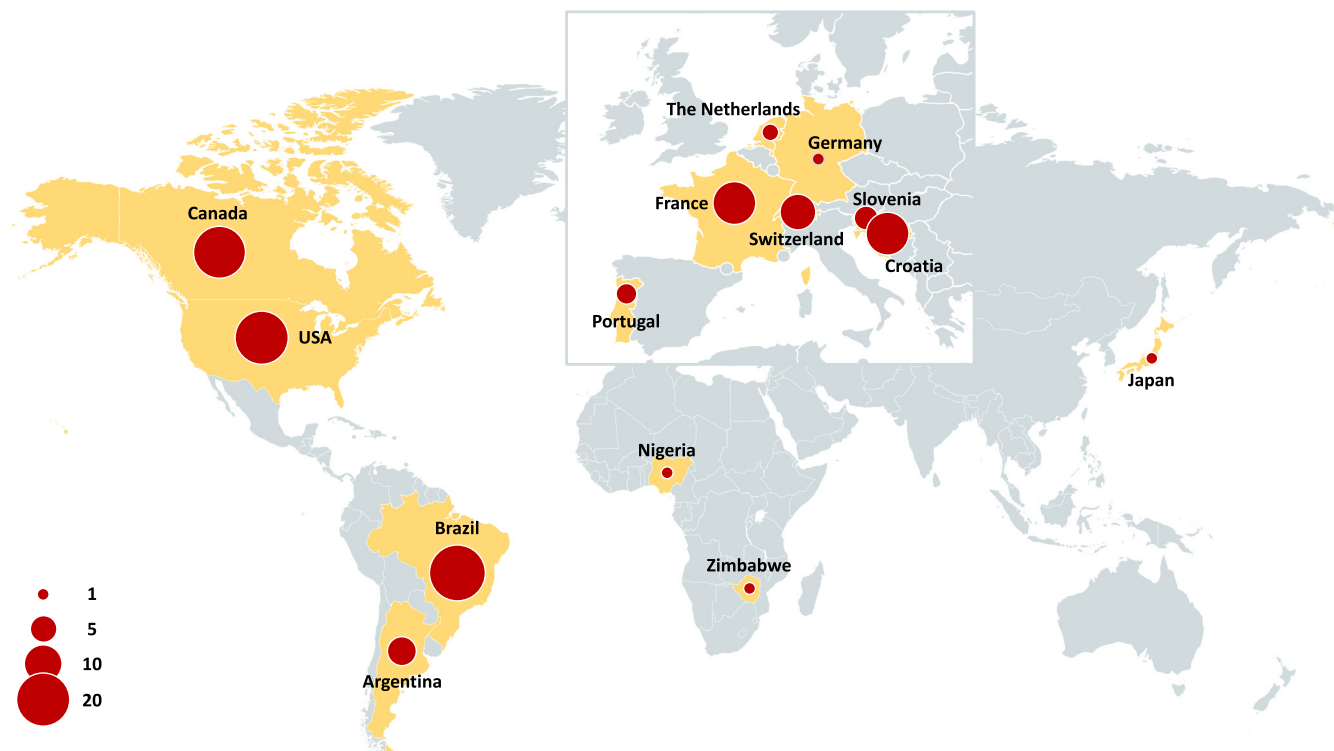 The Netherlands
Germany
France
Slovenia
Switzerland
Croatia
Portugal
Canada
USA
Japan
Nigeria
Brazil
Zimbabwe
Argentina
1
5
10
20